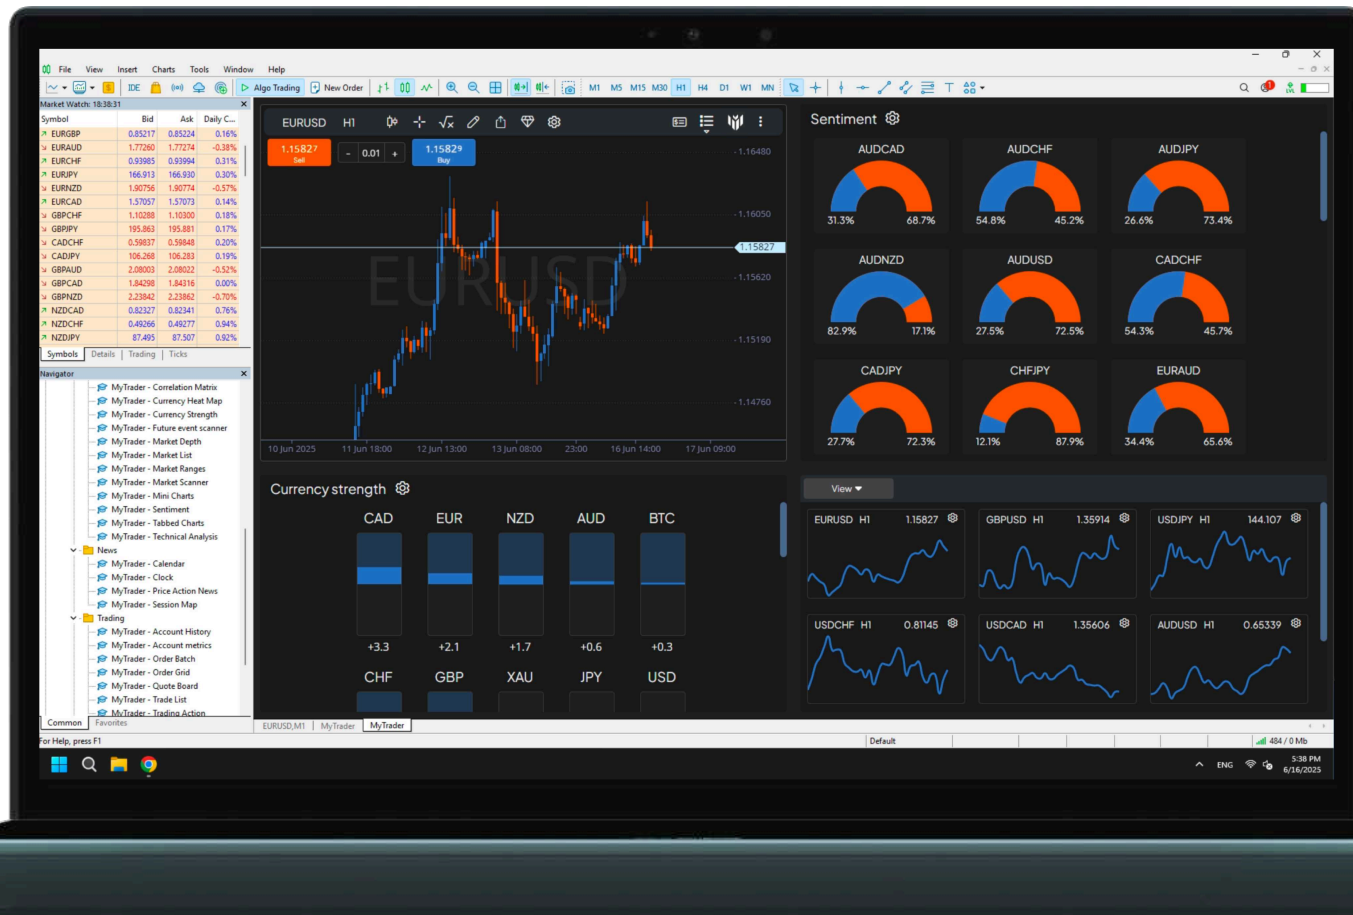 File View Insert Charts Tools Window Help
IDE Algo Trading New Order M1 M5 M15 M30 H1 H4 D1 W1 MN
Market Watch: 18:38:31
Symbol Bid Ask Daily C...
EURGBP 0.85217 0.85224 0.16%
EURAUD 1.77260 1.77274 -0.38%
EURCHF 0.93985 0.93994 0.31%
EURJPY 166.913 166.930 0.30%
EURNZD 1.90756 1.90774 -0.57%
EURCAD 1.57057 1.57073 0.14%
GBPCHF 1.10288 1.10300 0.18%
GBPJPY 195.863 195.881 0.17%
CADCHF 0.59837 0.59848 0.20%
CADJPY 106.268 106.283 0.19%
GBPAUD 2.08003 2.08022 -0.52%
GBPCAD 1.84298 1.84316 0.00%
GBPNZD 2.23842 2.23862 -0.70%
NZDCAD 0.82327 0.82341 0.76%
NZDCHF 0.49266 0.49277 0.94%
NZDJPY 87.495 87.507 0.92%
Symbols Details Trading Ticks
Navigator
MyTrader - Correlation Matrix
MyTrader - Currency Heat Map
MyTrader - Currency Strength
MyTrader - Future event scanner
MyTrader - Market Depth
MyTrader - Market List
MyTrader - Market Ranges
MyTrader - Market Scanner
MyTrader - Mini Charts
MyTrader - Sentiment
MyTrader - Tabbed Charts
MyTrader - Technical Analysis
News
MyTrader - Calendar
MyTrader - Clock
MyTrader - Price Action News
MyTrader - Session Map
Trading
MyTrader - Account History
MyTrader - Account metrics
MyTrader - Order Batch
MyTrader - Order Grid
MyTrader - Quote Board
MyTrader - Trade List
MyTrader - Trading Action
Common Favorites
EURUSD H1
1.15827 Sell - 0.01 + 1.15829 Buy
EURUSD
1.16480
1.16050
1.15827
1.15620
1.15190
1.14760
10 Jun 2025 11 Jun 18:00 12 Jun 13:00 13 Jun 08:00 23:00 16 Jun 14:00 17 Jun 09:00
Sentiment
AUDCAD AUDCHF AUDJPY
31.3% 68.7% 54.8% 45.2% 26.6% 73.4%
AUDNZD AUDUSD CADCHF
82.9% 17.1% 27.5% 72.5% 54.3% 45.7%
CADJPY CHFJPY EURAUD
27.7% 72.3% 12.1% 87.9% 34.4% 65.6%
Currency strength
CAD EUR NZD AUD BTC
+3.3 +2.1 +1.7 +0.6 +0.3
CHF GBP XAU JPY USD
View
EURUSD H1 1.15827 GBPUSD H1 1.35914 USDJPY H1 144.107
USDCHF H1 0.81145 USDCAD H1 1.35606 AUDUSD H1 0.65339
EURUSD,M1 MyTrader MyTrader
For Help, press F1 Default 484 / 0 Mb
ENG 5:38 PM
6/16/2025